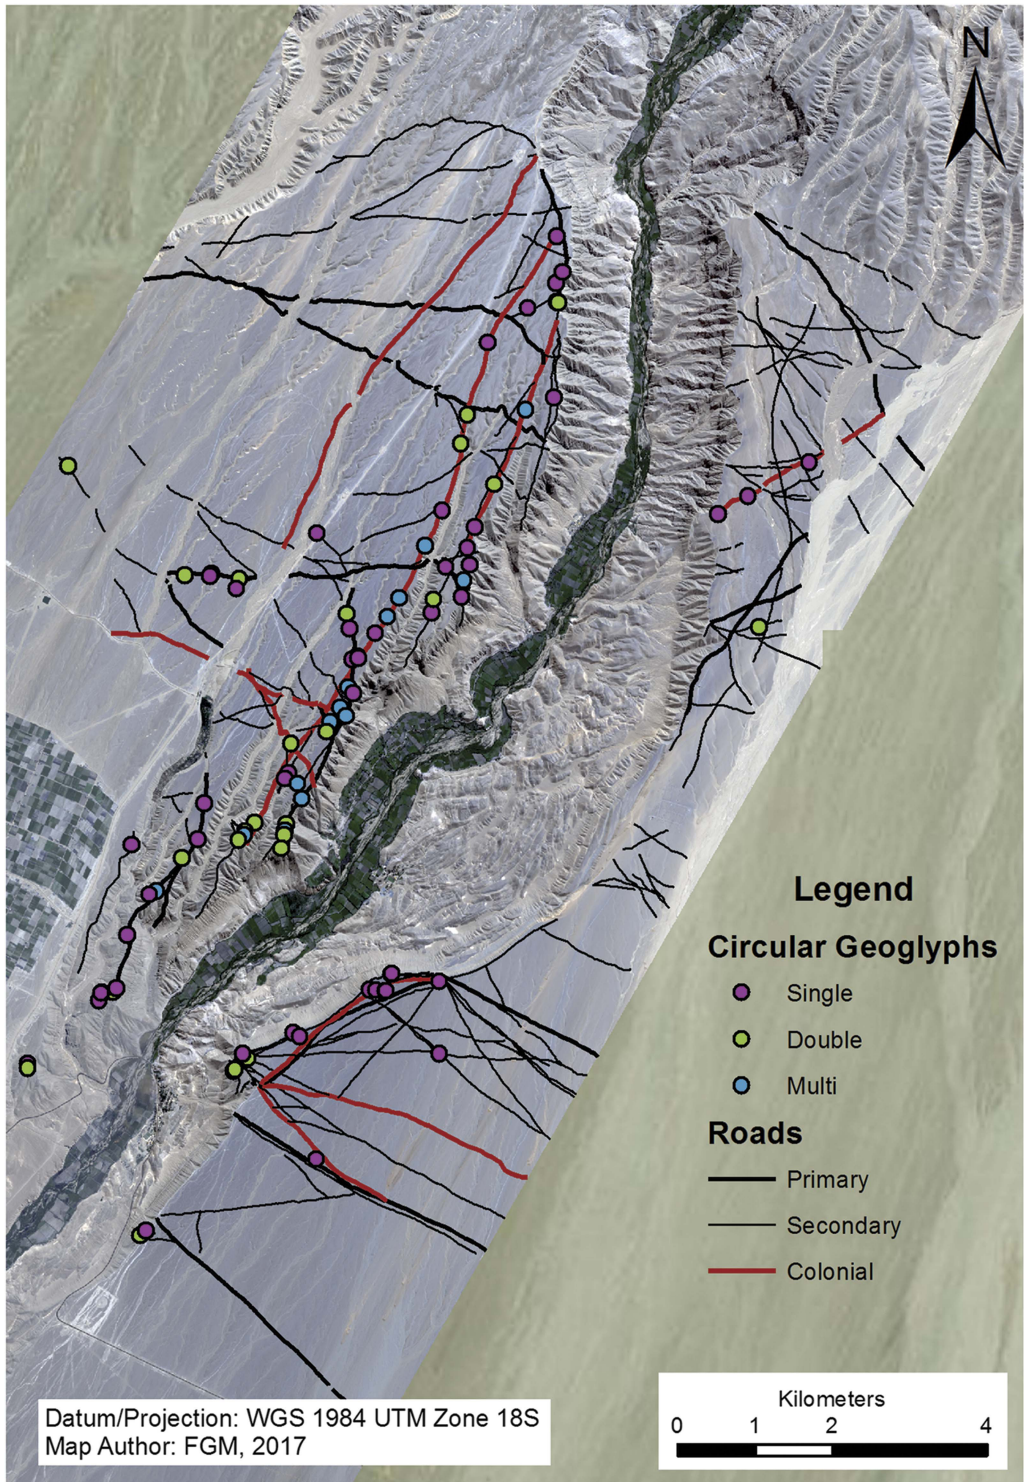 N
Legend
Circular Geoglyphs
Single
Double
Multi
Roads
Primary
Secondary
Colonial
Kilometers
0 1 2 4
Datum/Projection: WGS 1984 UTM Zone 18S
Map Author: FGM, 2017